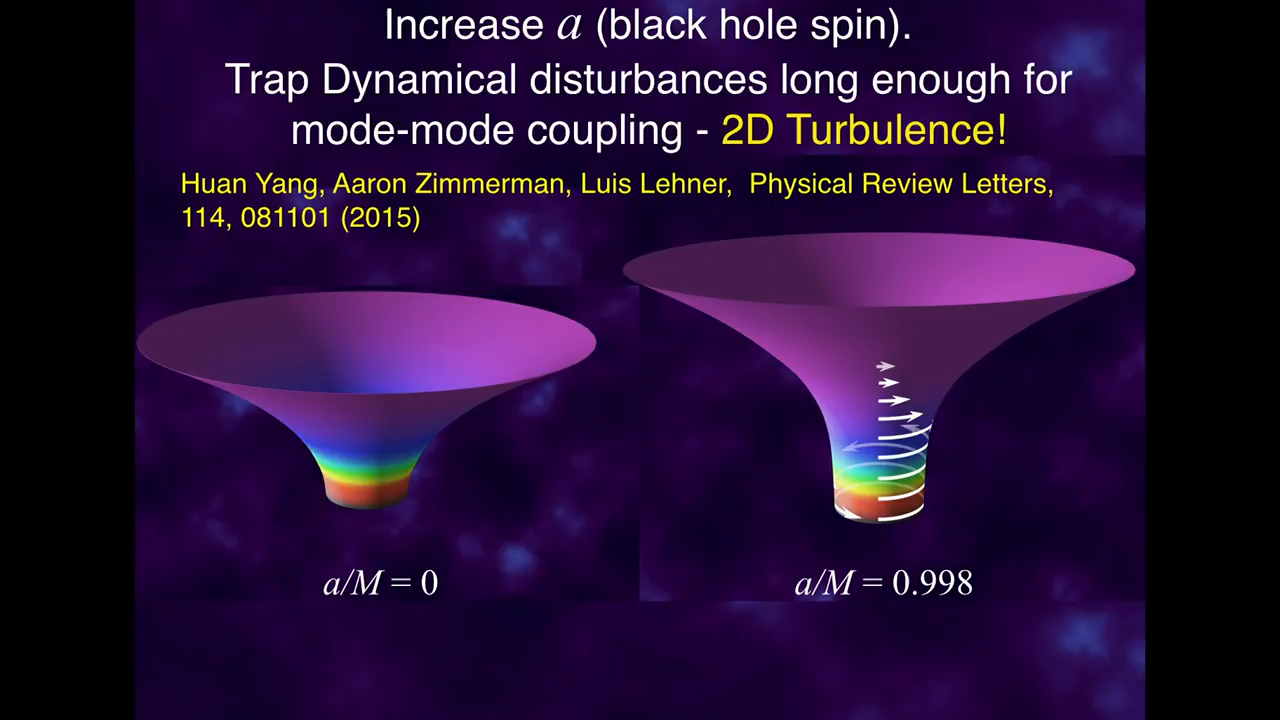 Increase a (black hole spin).
Trap Dynamical disturbances long enough for
mode-mode coupling - 2D Turbulence!
Huan Yang, Aaron Zimmerman, Luis Lehner, Physical Review Letters,
114, 081101 (2015)
a/M = 0
a/M = 0.998